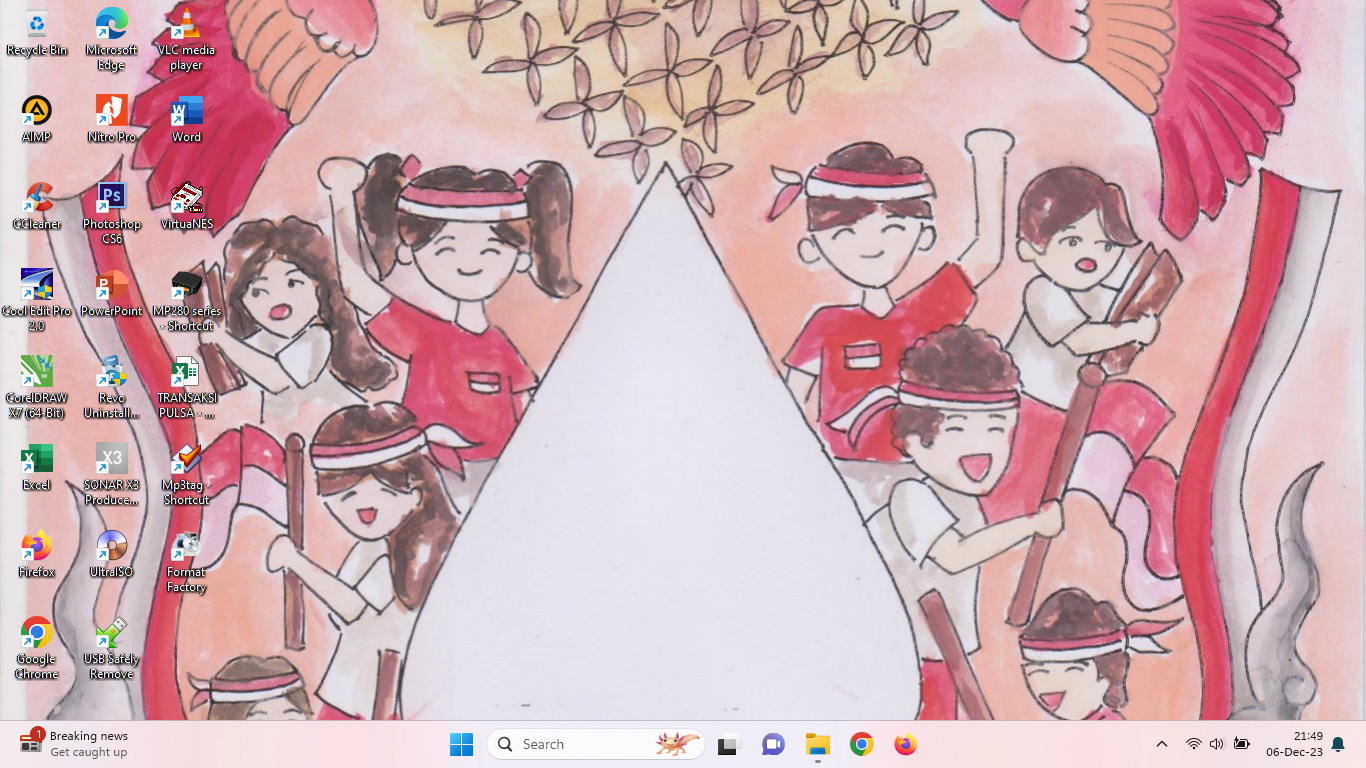 Recycle Bin
Microsoft
Edge
VLC media
player
AIMP
Nitro Pro
Word
CCleaner
Photoshop
CS6
VirtuaNES
Cool Edit Pro
2,0
PowerPoint
MP280 series
- Shortcut
CorelDRAW
X7 (64-Bit)
Revo
Uninstall...
TRANSAKSI
PULSA - ...
Excel
SONAR X3
Produce...
Mp3tag -
Shortcut
Firefox
UltraISO
Format
Factory
Google
Chrome
USB Safely
Remove
1
Breaking news
Get caught up
Search
21:49
06-Dec-23